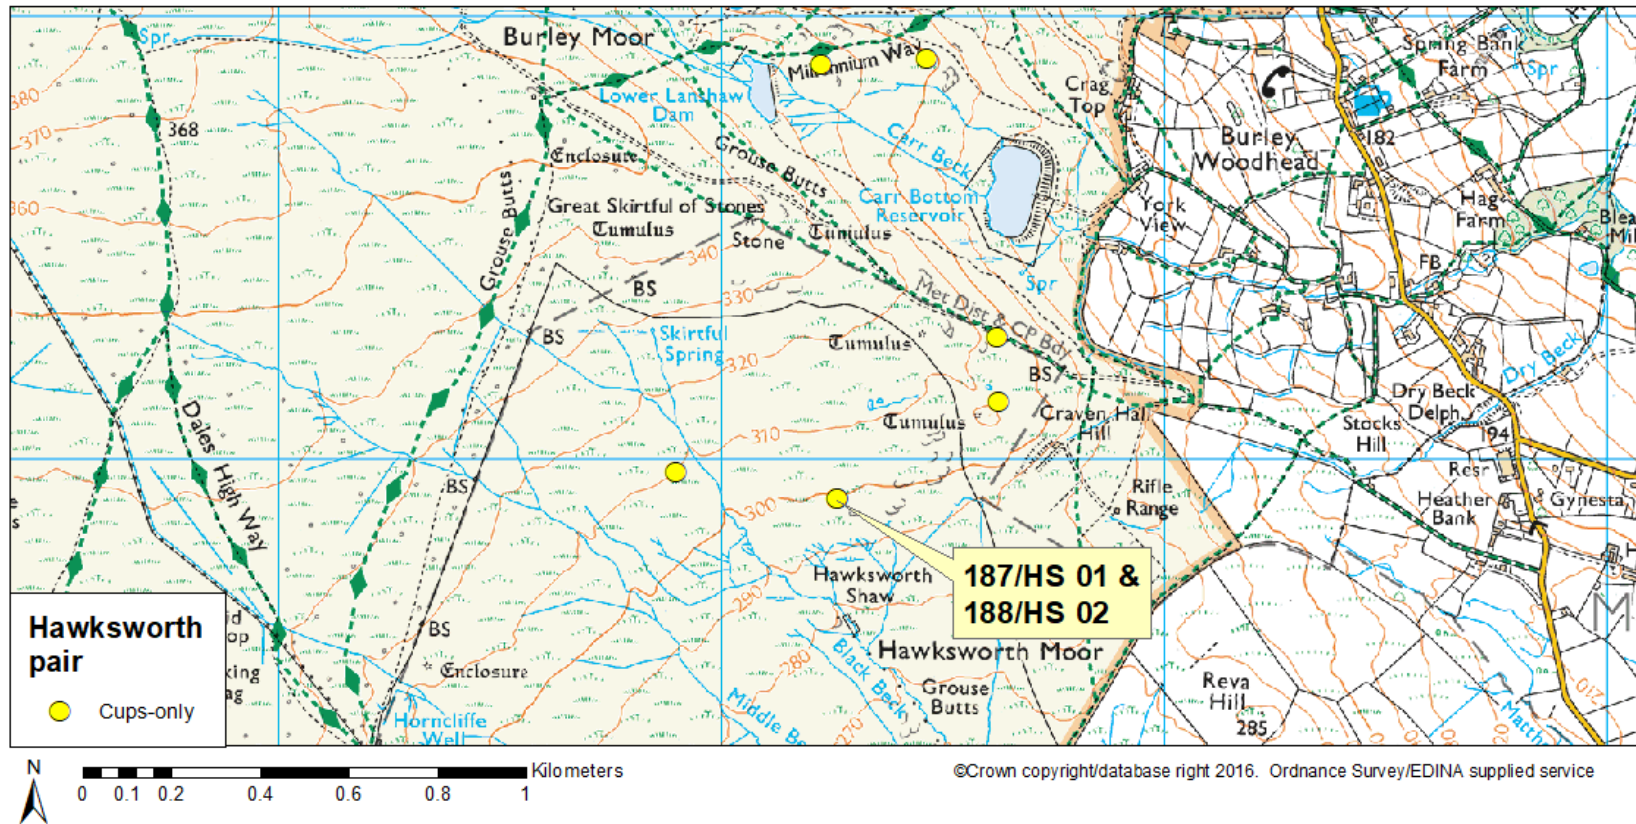 Spr
Burley Moor
Millennium Way
Spring Bank
Farm
Spr
380
Crag
Top
Lower Lanshaw
Dam
370
368
182
Burley
Woodhead
Carr Beck
Enclosure
Grouse Butts
Grouse Butts
Carr Bottom
Reservoir
360
Great Skirtful of Stones
Tumulus
Tumulus
Stone
York
View
Hag
Farm
340
FB
Spr
BS
330
Met Dist & CP Bdy
BS
Skirtful
Spring
320
Tumulus
BS
Dry Beck
Dry Beck
Delph
Dales High Way
Tumulus
Craven Hall
Hill
310
Stocks
Hill
194
Resr
BS
Rifle
Range
Heather
Bank
Gynesta
300
187/HS 01 &
188/HS 02
Hawksworth
Shaw
290
BS
Hawksworth Moor
Enclosure
280
Black Beck
Reva
Hill
285
Grouse
Butts
210
Horncliffe
Well
270
Hawksworth
pair
Cups-only
N
Kilometers
0 0.1 0.2 0.4 0.6 0.8 1
©Crown copyright/database right 2016. Ordnance Survey/EDINA supplied service